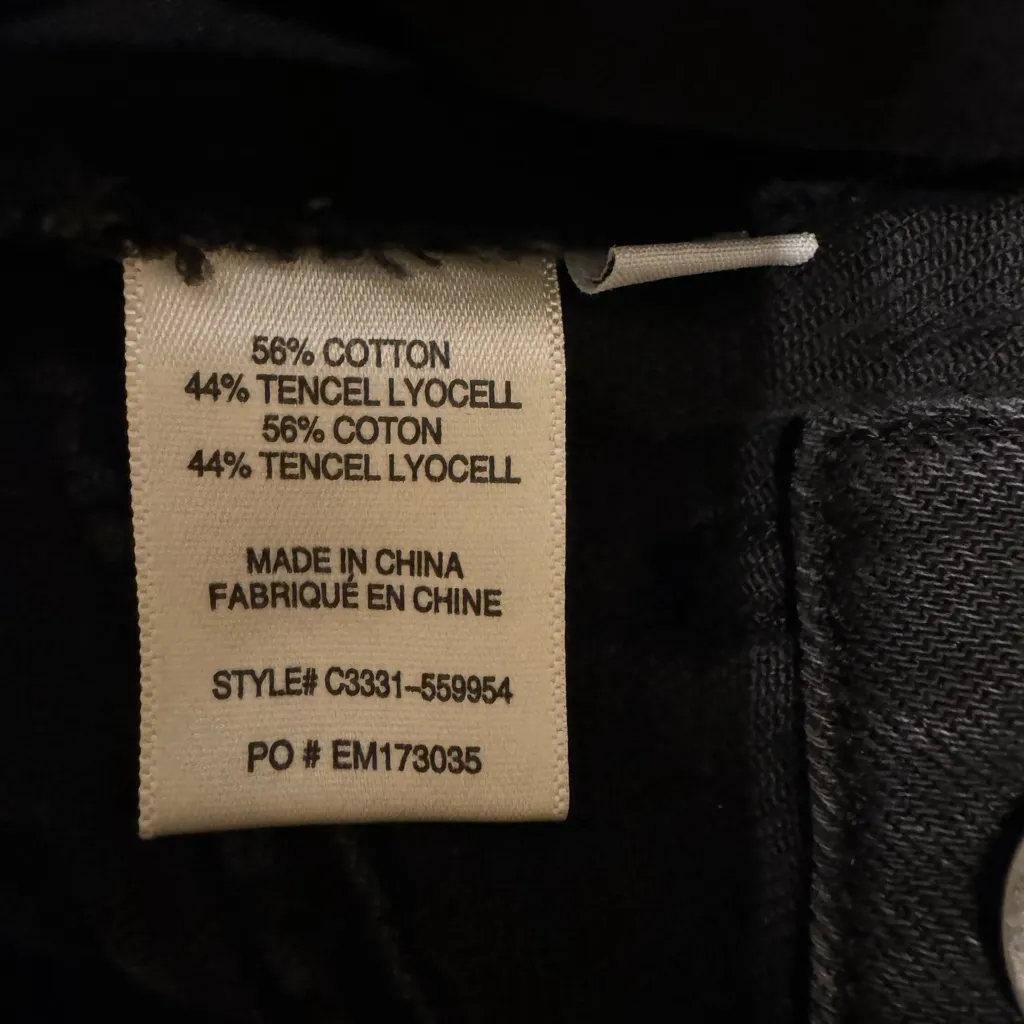 56% COTTON
44% TENCEL LYOCELL
56% COTON
44% TENCEL LYOCELL
MADE IN CHINA
FABRIQUÉ EN CHINE
STYLE# C3331-559954
PO # EM173035